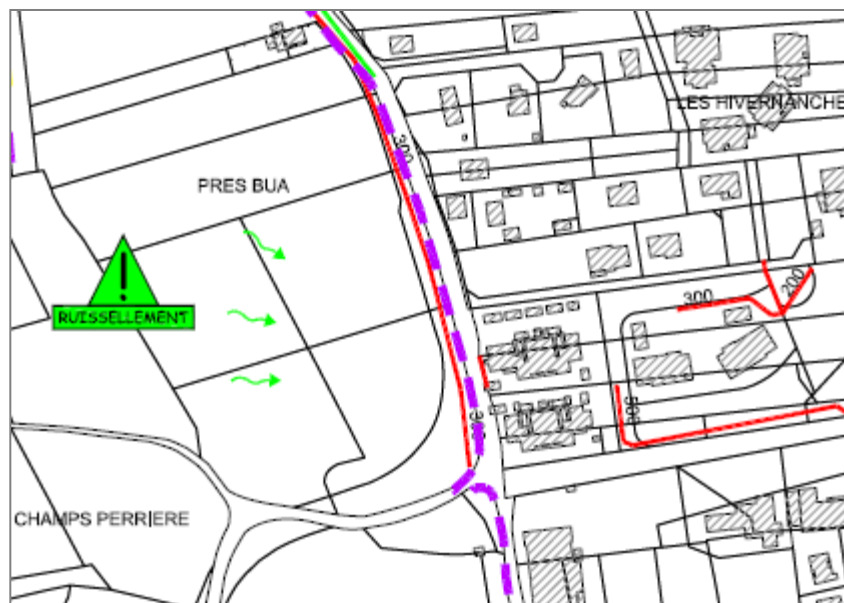 LES HIVERNANCHE
300
PRES BUA
!
200
300
RUISSELLEMENT
300
300
CHAMPS PERRIERE